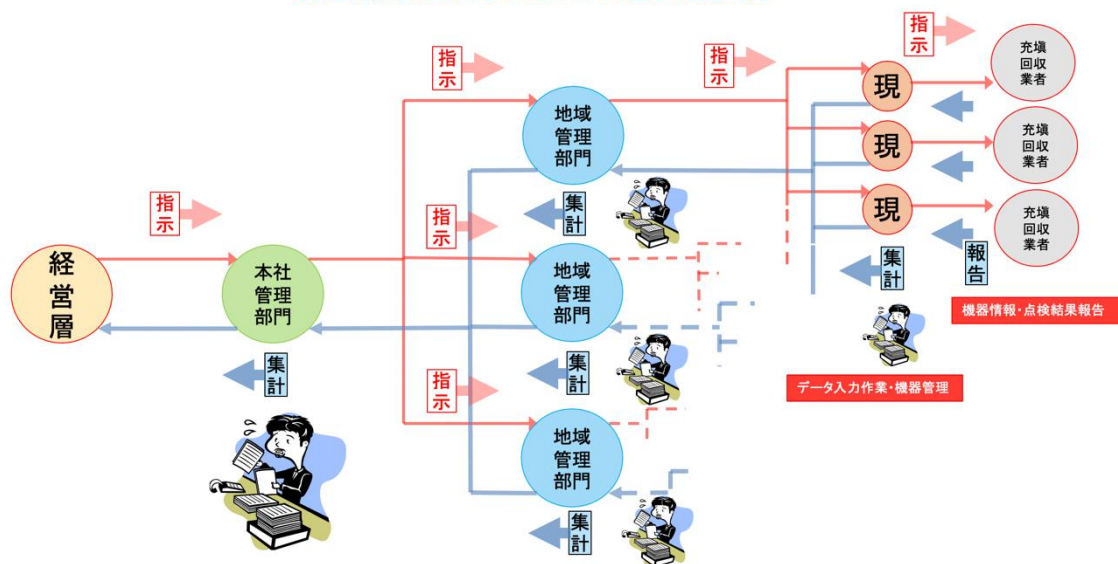 指示
指示
指示
充塡
回収
業者
現
地域
管理
部門
現
充塡
回収
業者
指示
集計
指示
現
充塡
回収
業者
経営層
本社
管理
部門
地域
管理
部門
集計
報告
機器情報・点検結果報告
集計
指示
集計
データ入力作業・機器管理
地域
管理
部門
集計